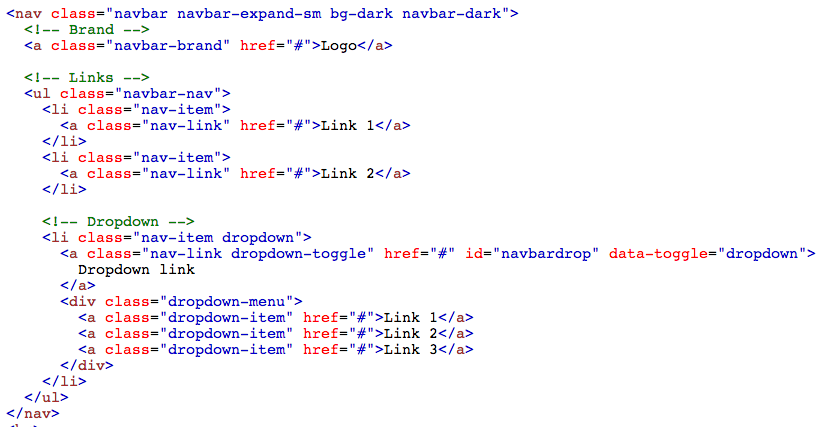 <nav class="navbar navbar-expand-sm bg-dark navbar-dark">
  <!-- Brand -->
  <a class="navbar-brand" href="#">Logo</a>

  <!-- Links -->
  <ul class="navbar-nav">
    <li class="nav-item">
      <a class="nav-link" href="#">Link 1</a>
    </li>
    <li class="nav-item">
      <a class="nav-link" href="#">Link 2</a>
    </li>

    <!-- Dropdown -->
    <li class="nav-item dropdown">
      <a class="nav-link dropdown-toggle" href="#" id="navbardrop" data-toggle="dropdown">
        Dropdown link
      </a>
      <div class="dropdown-menu">
        <a class="dropdown-item" href="#">Link 1</a>
        <a class="dropdown-item" href="#">Link 2</a>
        <a class="dropdown-item" href="#">Link 3</a>
      </div>
    </li>
  </ul>
</nav>